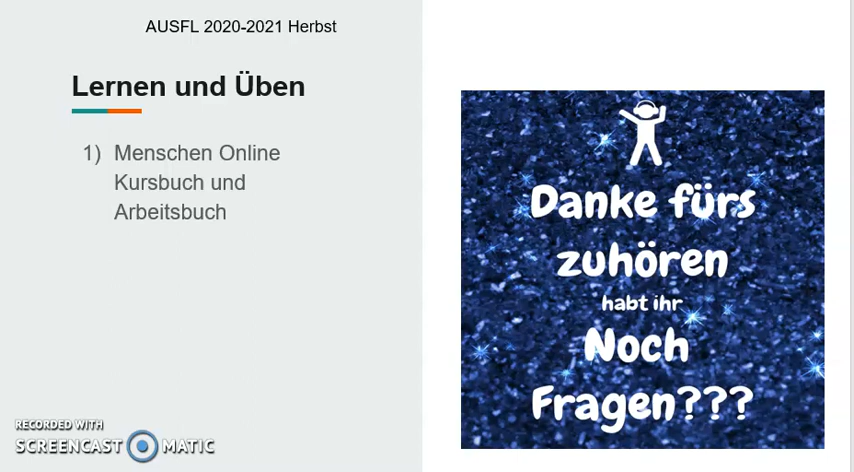 AUSFL 2020-2021 Herbst
Lernen und Üben
1) Menschen Online
Kursbuch und
Arbeitsbuch
Danke fürs
zuhören
habt ihr
Noch
Fragen???
RECORDED WITH
SCREENCAST MATIC